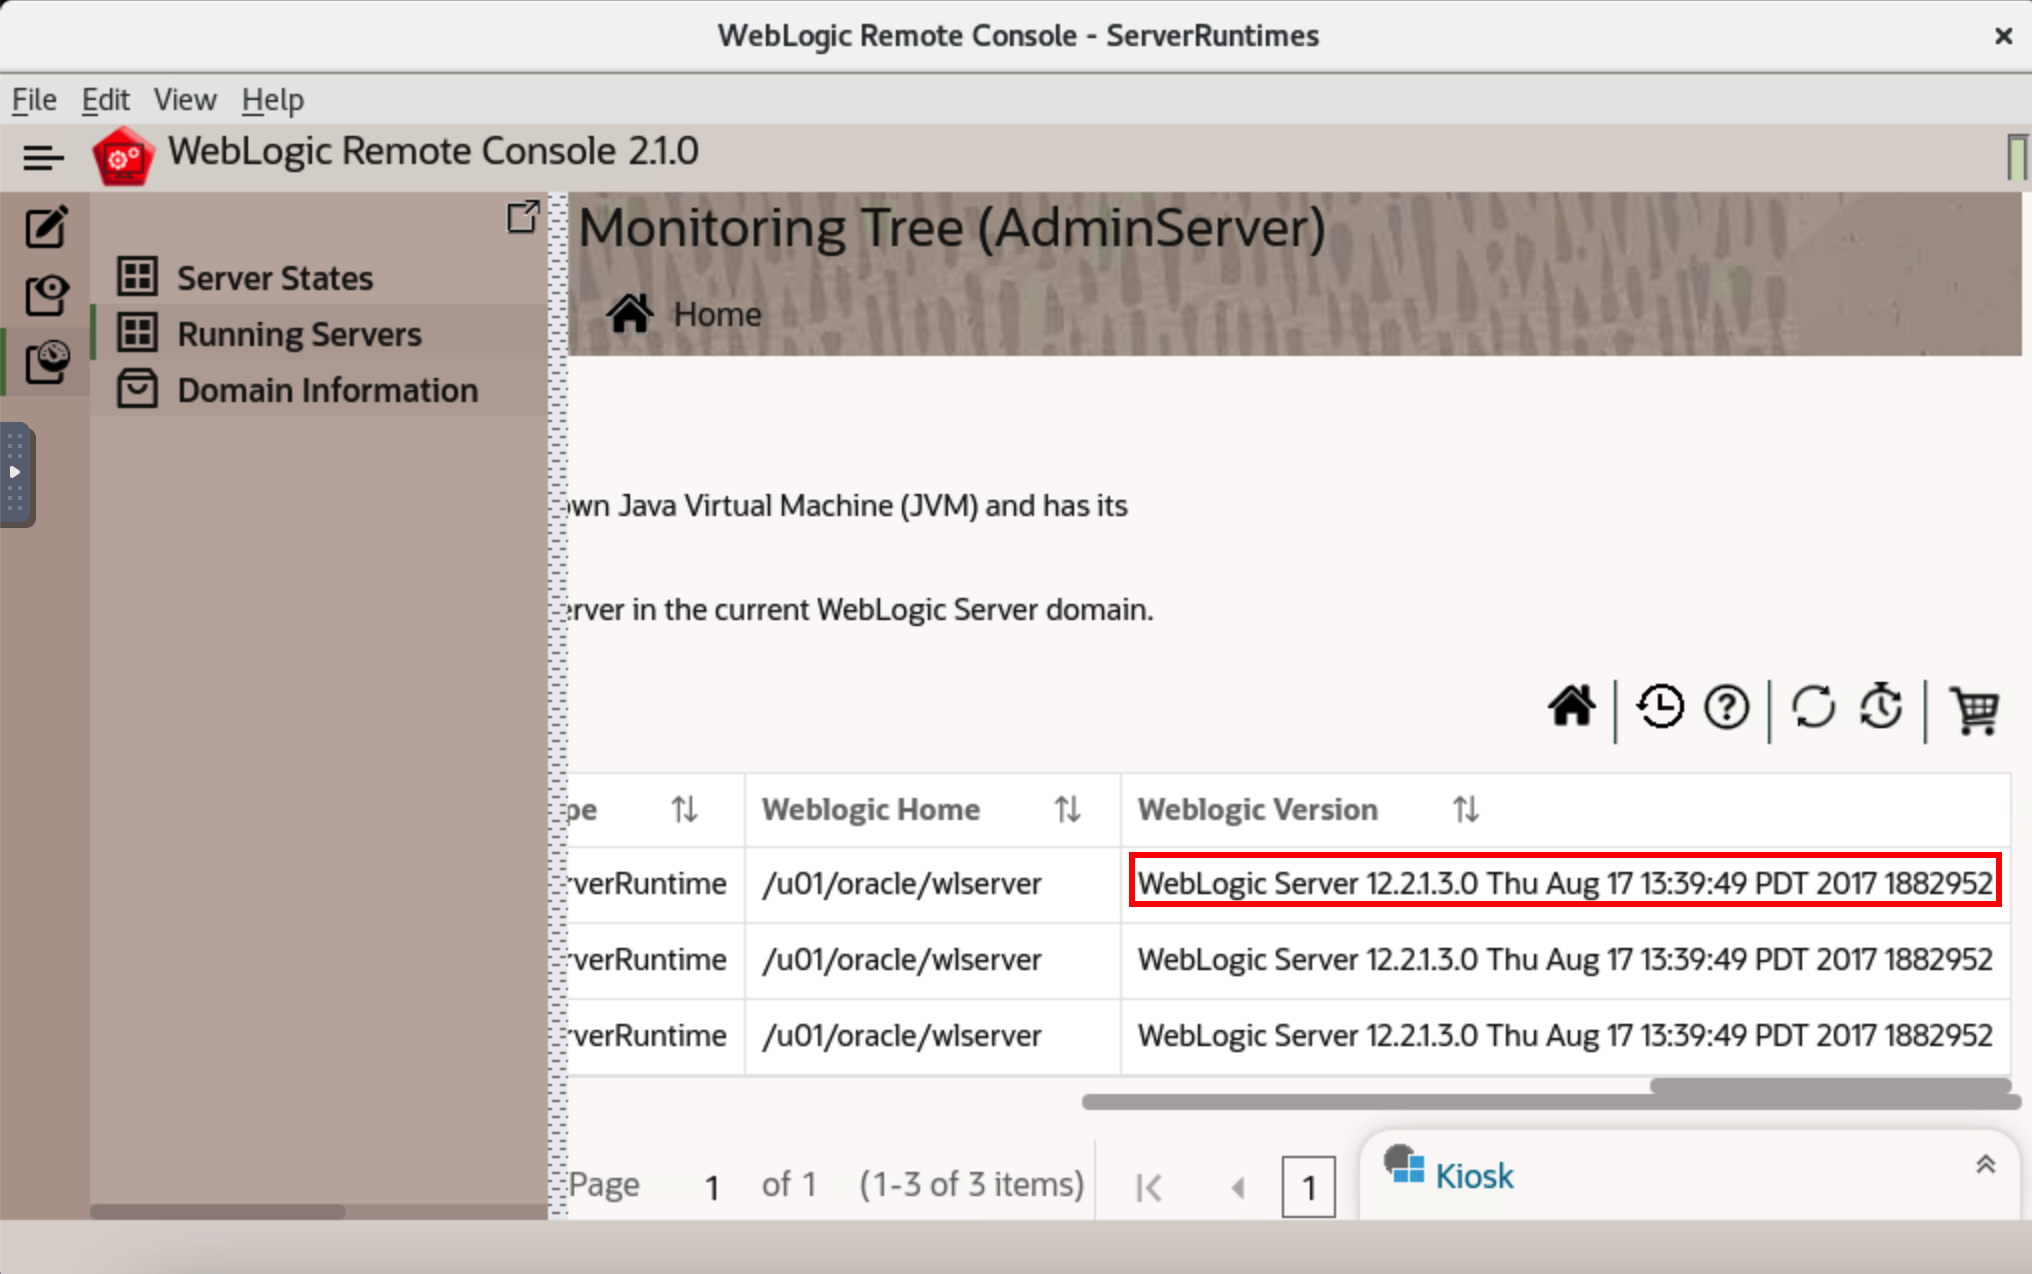 WebLogic Remote Console - ServerRuntimes
File Edit View Help
WebLogic Remote Console 2.1.0
Server States
Running Servers
Domain Information
Monitoring Tree (AdminServer)
Home
wn Java Virtual Machine (JVM) and has its
rver in the current WebLogic Server domain.
pe Weblogic Home Weblogic Version
verRuntime /u01/oracle/wlserver WebLogic Server 12.2.1.3.0 Thu Aug 17 13:39:49 PDT 2017 1882952
verRuntime /u01/oracle/wlserver WebLogic Server 12.2.1.3.0 Thu Aug 17 13:39:49 PDT 2017 1882952
verRuntime /u01/oracle/wlserver WebLogic Server 12.2.1.3.0 Thu Aug 17 13:39:49 PDT 2017 1882952
Page 1 of 1 (1-3 of 3 items) 1
Kiosk